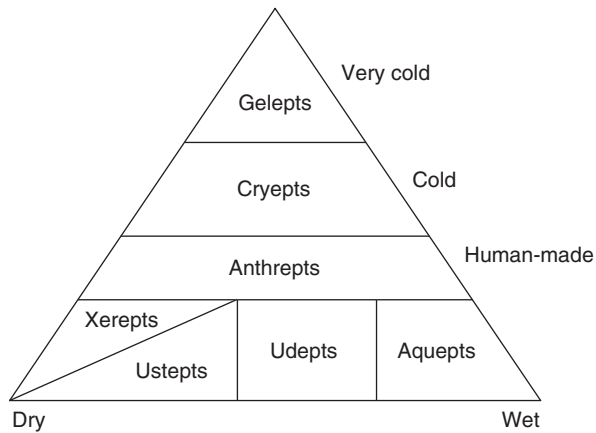 Very cold
Gelepts
Cold
Cryepts
Human-made
Anthrepts
Xerepts
Ustepts
Udepts
Aquepts
Dry
Wet